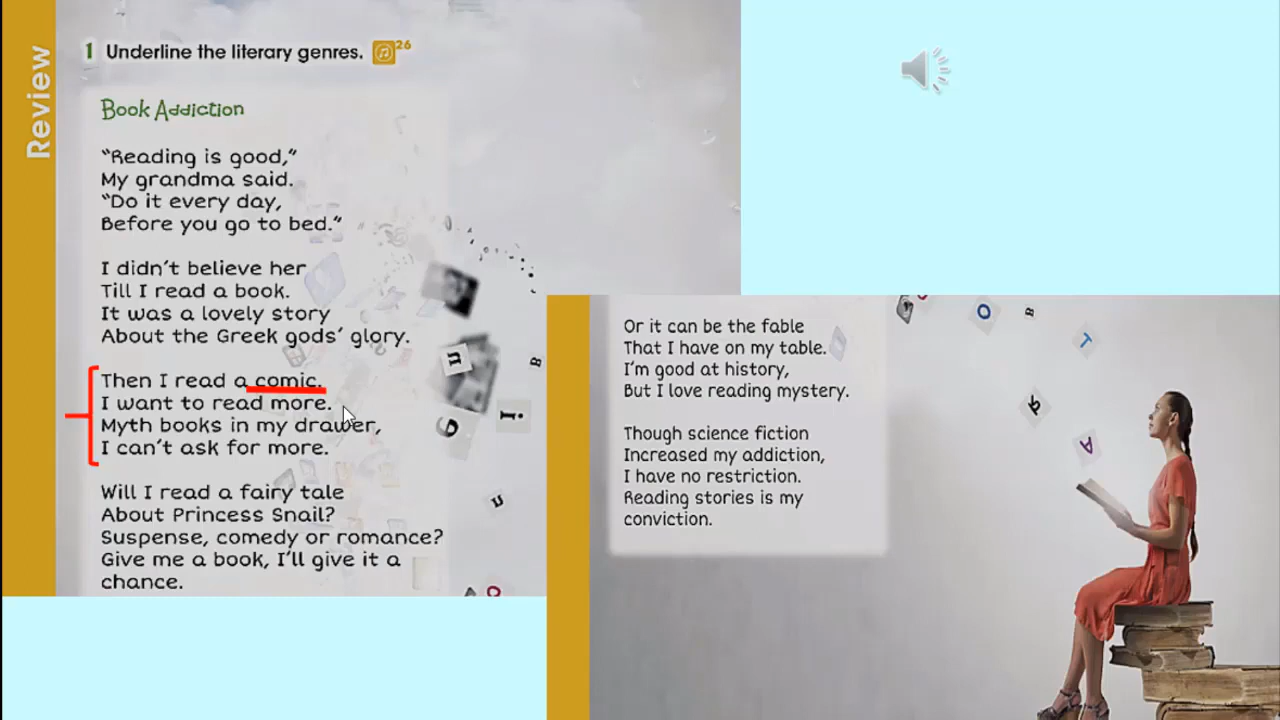 Review
1 Underline the literary genres. 26
Book Addiction
“Reading is good,”
My grandma said.
“Do it every day,
Before you go to bed.”
I didn’t believe her
Till I read a book.
It was a lovely story
About the Greek gods’ glory.
Then I read a comic.
I want to read more.
Myth books in my drawer,
I can’t ask for more.
Will I read a fairy tale
About Princess Snail?
Suspense, comedy or romance?
Give me a book, I’ll give it a
chance.
Or it can be the fable
That I have on my table.
I’m good at history,
But I love reading mystery.
Though science fiction
Increased my addiction,
I have no restriction.
Reading stories is my
conviction.